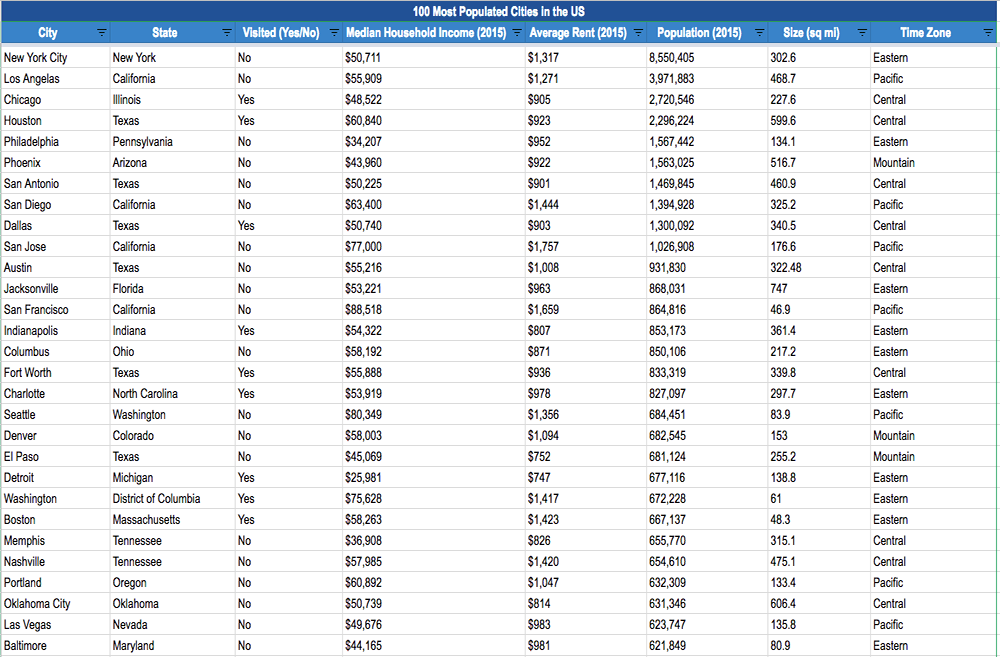 100 Most Populated Cities in the US
City State Visited (Yes/No) Median Household Income (2015) Average Rent (2015) Population (2015) Size (sq mi) Time Zone
New York City New York No $50,711 $1,317 8,550,405 302.6 Eastern
Los Angelas California No $55,909 $1,271 3,971,883 468.7 Pacific
Chicago Illinois Yes $48,522 $905 2,720,546 227.6 Central
Houston Texas Yes $60,840 $923 2,296,224 599.6 Central
Philadelphia Pennsylvania No $34,207 $952 1,567,442 134.1 Eastern
Phoenix Arizona No $43,960 $922 1,563,025 516.7 Mountain
San Antonio Texas No $50,225 $901 1,469,845 460.9 Central
San Diego California No $63,400 $1,444 1,394,928 325.2 Pacific
Dallas Texas Yes $50,740 $903 1,300,092 340.5 Central
San Jose California No $77,000 $1,757 1,026,908 176.6 Pacific
Austin Texas No $55,216 $1,008 931,830 322.48 Central
Jacksonville Florida No $53,221 $963 868,031 747 Eastern
San Francisco California No $88,518 $1,659 864,816 46.9 Pacific
Indianapolis Indiana Yes $54,322 $807 853,173 361.4 Eastern
Columbus Ohio No $58,192 $871 850,106 217.2 Eastern
Fort Worth Texas Yes $55,888 $936 833,319 339.8 Central
Charlotte North Carolina Yes $53,919 $978 827,097 297.7 Eastern
Seattle Washington No $80,349 $1,356 684,451 83.9 Pacific
Denver Colorado No $58,003 $1,094 682,545 153 Mountain
El Paso Texas No $45,069 $752 681,124 255.2 Mountain
Detroit Michigan Yes $25,981 $747 677,116 138.8 Eastern
Washington District of Columbia Yes $75,628 $1,417 672,228 61 Eastern
Boston Massachusetts Yes $58,263 $1,423 667,137 48.3 Eastern
Memphis Tennessee No $36,908 $826 655,770 315.1 Central
Nashville Tennessee No $57,985 $1,420 654,610 475.1 Central
Portland Oregon No $60,892 $1,047 632,309 133.4 Pacific
Oklahoma City Oklahoma No $50,739 $814 631,346 606.4 Central
Las Vegas Nevada No $49,676 $983 623,747 135.8 Pacific
Baltimore Maryland No $44,165 $981 621,849 80.9 Eastern